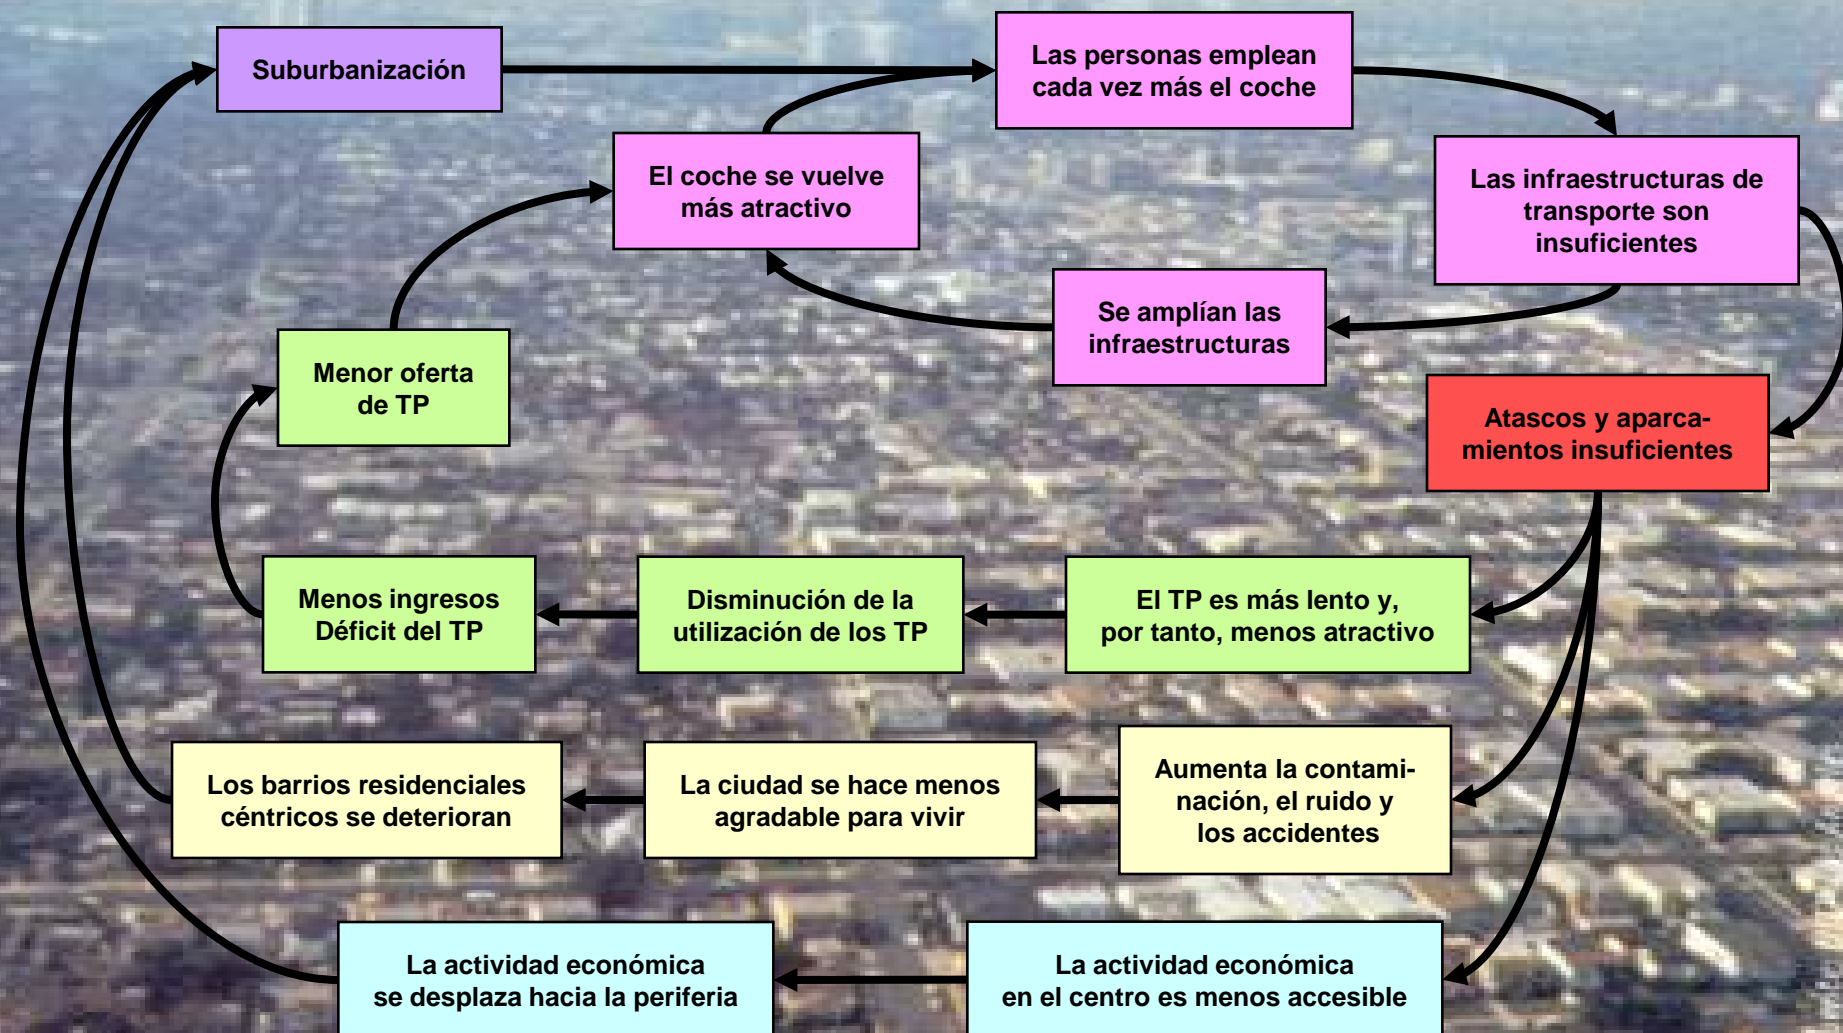 Suburbanización
Las personas emplean
cada vez más el coche
El coche se vuelve
más atractivo
Las infraestructuras de
transporte son
insuficientes
Se amplían las
infraestructuras
Menor oferta
de TP
Atascos y aparca-
mientos insuficientes
Menos ingresos
Déficit del TP
Disminución de la
utilización de los TP
El TP es más lento y,
por tanto, menos atractivo
Los barrios residenciales
céntricos se deterioran
La ciudad se hace menos
agradable para vivir
Aumenta la contami-
nación, el ruido y
los accidentes
La actividad económica
se desplaza hacia la periferia
La actividad económica
en el centro es menos accesible